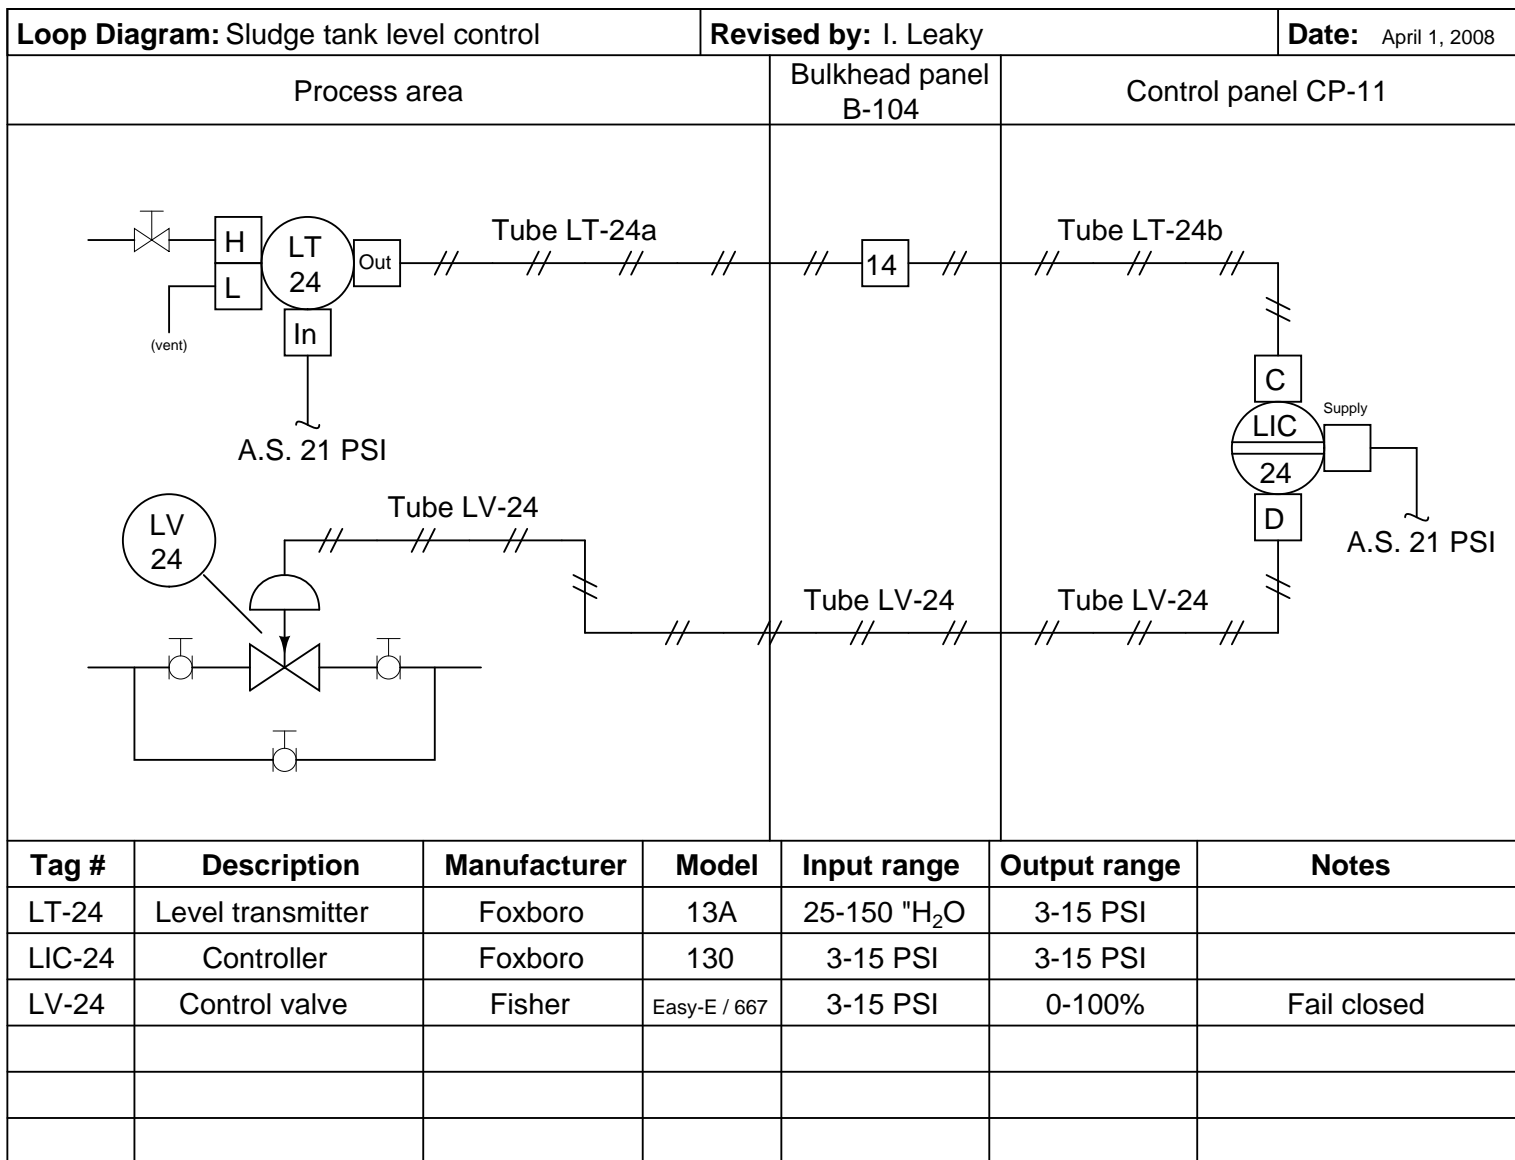 Loop Diagram: Sludge tank level control Revised by: I. Leaky Date: April 1, 2008
Process area
Bulkhead panel
B-104
Control panel CP-11
H
L
LT
24
Out
In
(vent)
A.S. 21 PSI
Tube LT-24a
14
Tube LT-24b
C
LIC
24
Supply
D
A.S. 21 PSI
LV
24
Tube LV-24
Tube LV-24
Tube LV-24
Tag # Description Manufacturer Model Input range Output range Notes
LT-24 Level transmitter Foxboro 13A 25-150 "H₂O 3-15 PSI
LIC-24 Controller Foxboro 130 3-15 PSI 3-15 PSI
LV-24 Control valve Fisher Easy-E / 667 3-15 PSI 0-100% Fail closed